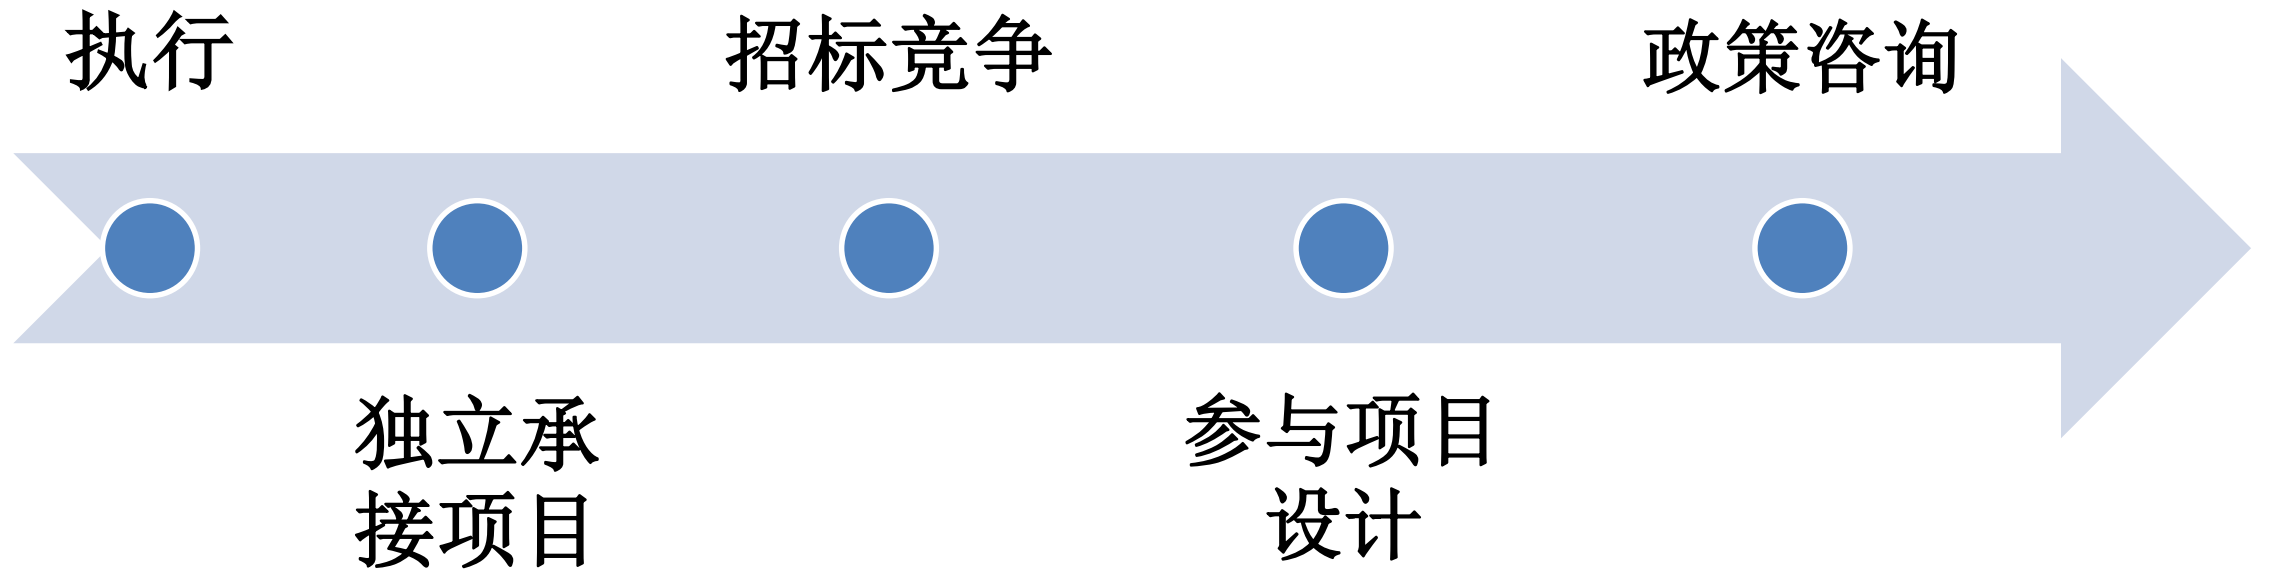 执行
招标竞争
政策咨询
独立承
接项目
参与项目
设计